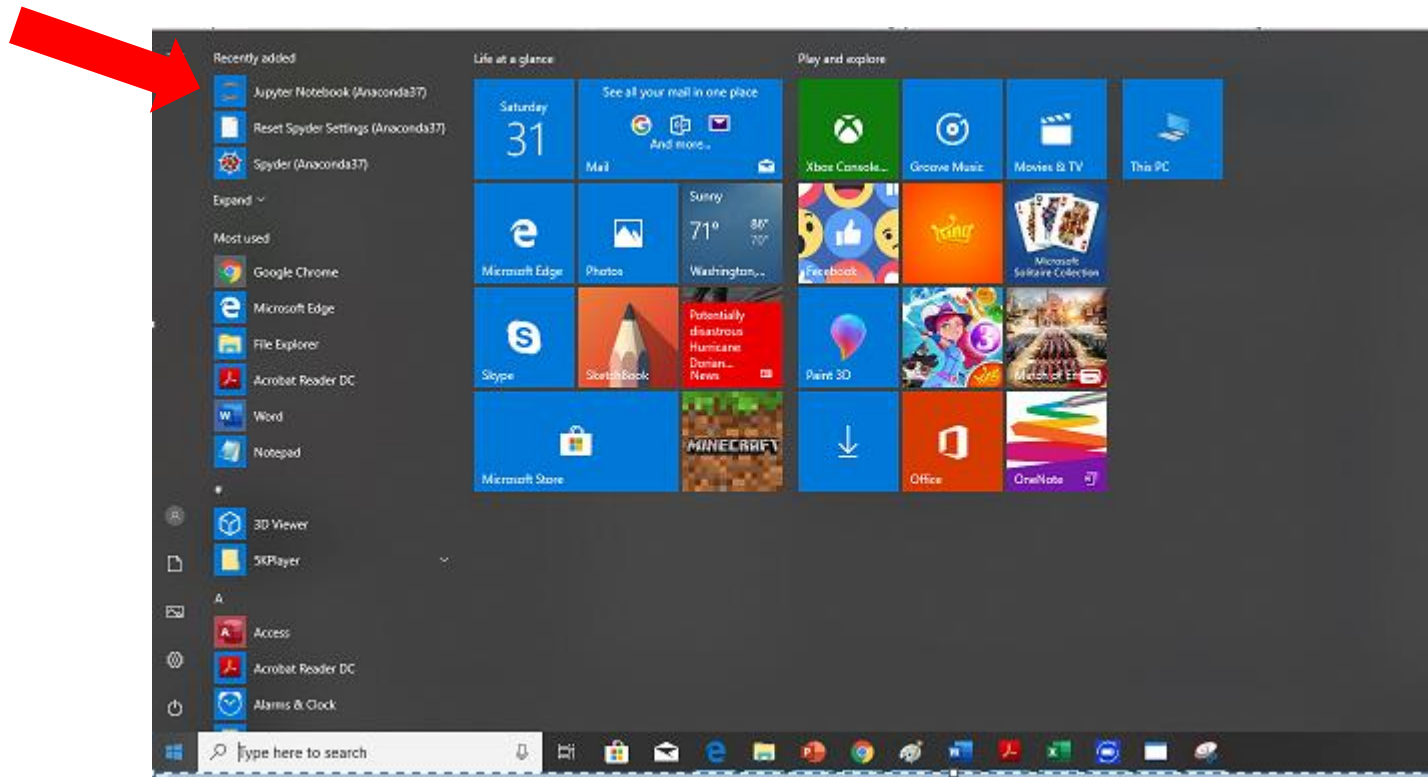 Recently added
Jupyter Notebook (Anaconda37)
Reset Spyder Settings (Anaconda37)
Spyder (Anaconda37)
Expand
Most used
Google Chrome
Microsoft Edge
File Explorer
Acrobat Reader DC
Word
Notepad
3D Viewer
5KPlayer
A
Access
Acrobat Reader DC
Alarms & Clock
Type here to search
Life at a glance
Saturday
31
See all your mail in one place
And more..
Mail
Microsoft Edge
Photos
Sunny
71° 86°
70°
Washington,...
Skype
SketchBook
Potentially
disastrous
Hurricane
Dorian...
News
Microsoft Store
MINECRAFT
Play and explore
Xbox Console...
Groove Music
Movies & TV
This PC
Facebook
King
Microsoft
Solitaire Collection
Paint 3D
3
King
Office
OneNote